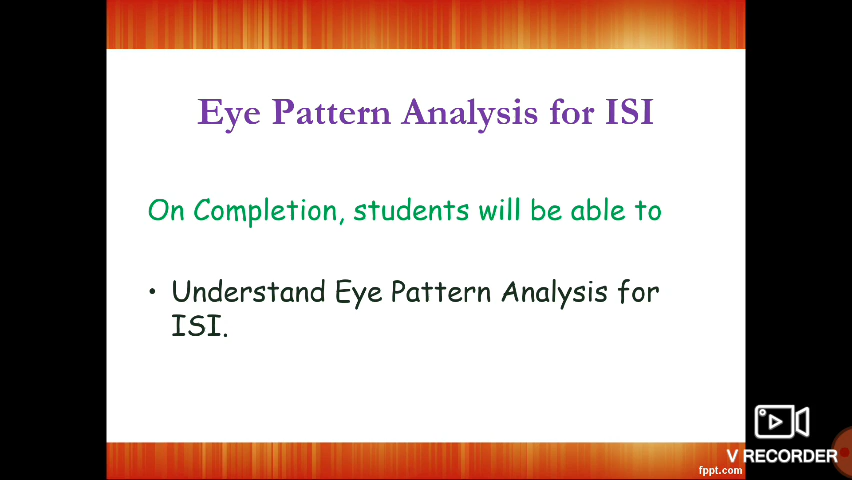 Eye Pattern Analysis for ISI
On Completion, students will be able to
• Understand Eye Pattern Analysis for
ISI.
V RECORDER
fppt.com